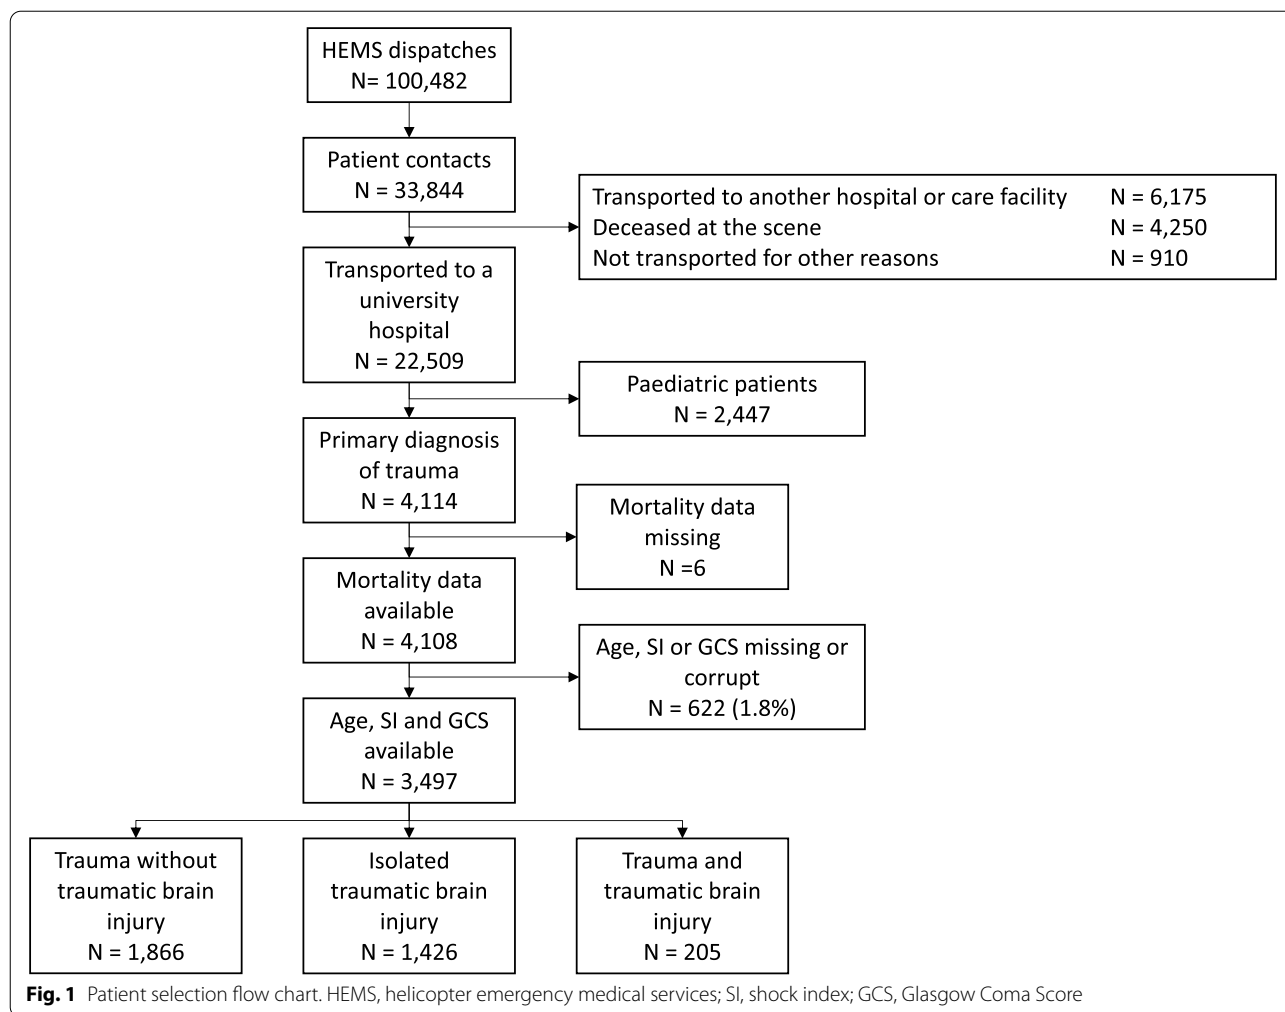 HEMS dispatches
N= 100,482
Patient contacts
N = 33,844
Transported to another hospital or care facility N = 6,175
Deceased at the scene N = 4,250
Not transported for other reasons N = 910
Transported to a
university
hospital
N = 22,509
Paediatric patients
N = 2,447
Primary diagnosis
of trauma
N = 4,114
Mortality data
missing
N =6
Mortality data
available
N = 4,108
Age, SI or GCS missing or
corrupt
N = 622 (1.8%)
Age, SI and GCS
available
N = 3,497
Trauma without
traumatic brain
injury
N = 1,866
Isolated
traumatic brain
injury
N = 1,426
Trauma and
traumatic brain
injury
N = 205
Fig. 1 Patient selection flow chart. HEMS, helicopter emergency medical services; SI, shock index; GCS, Glasgow Coma Score